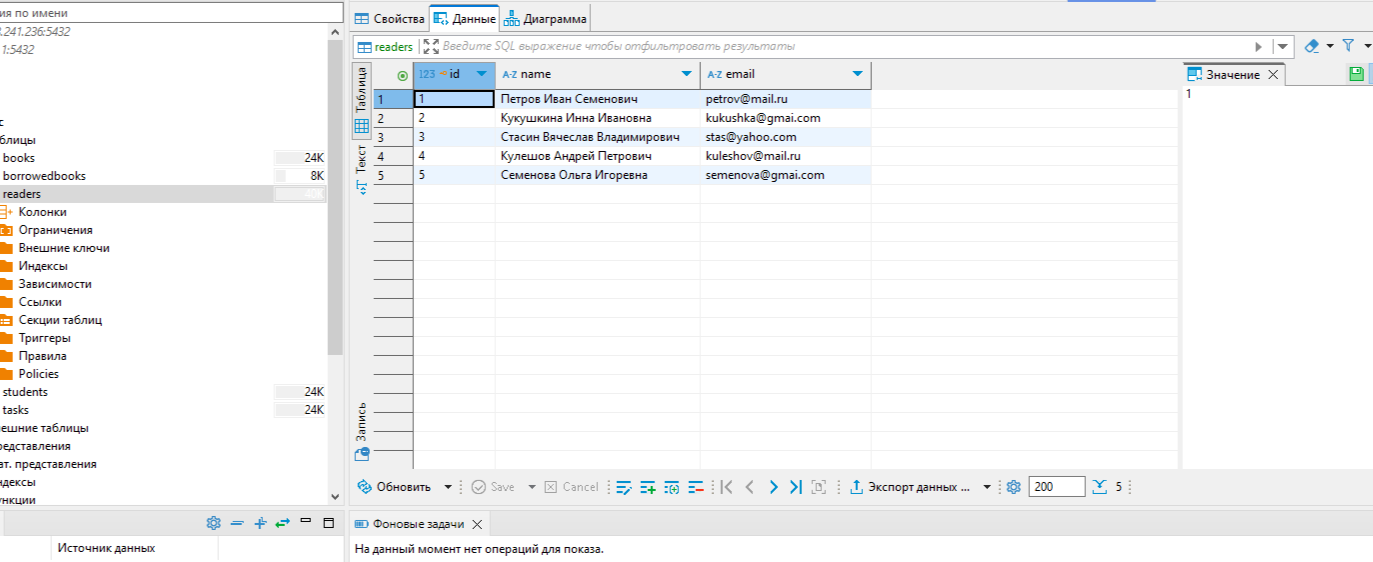 ия по имени
.241.236:5432
1:5432
с
блицы
books 24K
borrowedbooks 8K
readers
Колонки
Ограничения
Внешние ключи
Индексы
Зависимости
Ссылки
Секции таблиц
Триггеры
Правила
Policies
students 24K
tasks 24K
ешние таблицы
редставления
ат. представления
ндексы
нкции
Источник данных
Свойства Данные Диаграмма
readers Введите SQL выражение чтобы отфильтровать результаты
Таблица
Текст
Запись
123 id A-Z name A-Z email
1 1 Петров Иван Семенович petrov@mail.ru
2 2 Кукушкина Инна Ивановна kukushka@gmai.com
3 3 Стасин Вячеслав Владимирович stas@yahoo.com
4 4 Кулешов Андрей Петрович kuleshov@mail.ru
5 5 Семенова Ольга Игоревна semenova@gmai.com
Значение
1
Обновить Save Cancel Экспорт данных ... 200 5
Фоновые задачи
На данный момент нет операций для показа.